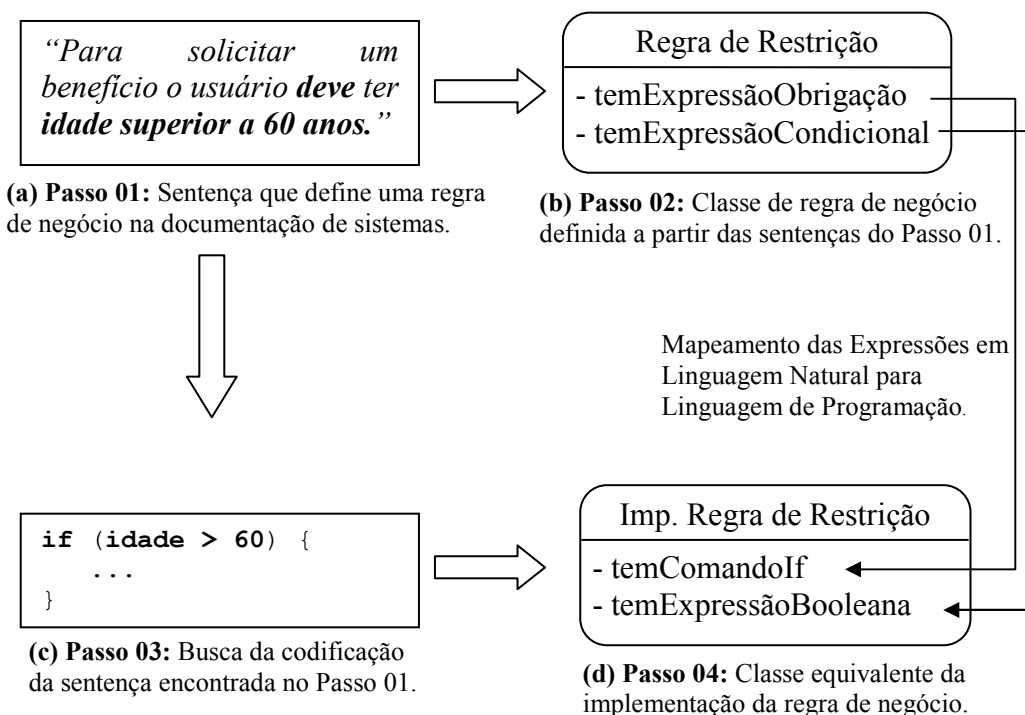 “Para solicitar um
benefício o usuário deve ter
idade superior a 60 anos.”
(a) Passo 01: Sentença que define uma regra
de negócio na documentação de sistemas.
Regra de Restrição
- temExpressãoObrigação
- temExpressãoCondicional
(b) Passo 02: Classe de regra de negócio
definida a partir das sentenças do Passo 01.
Mapeamento das Expressões em
Linguagem Natural para
Linguagem de Programação.
if (idade > 60) {
...
}
(c) Passo 03: Busca da codificação
da sentença encontrada no Passo 01.
Imp. Regra de Restrição
- temComandoIf
- temExpressãoBooleana
(d) Passo 04: Classe equivalente da
implementação da regra de negócio.